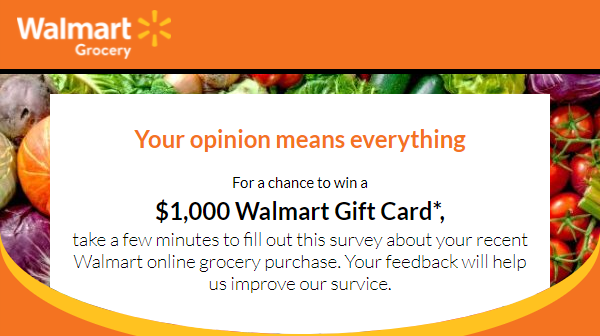 Walmart
Grocery
Your opinion means everything
For a chance to win a
$1,000 Walmart Gift Card*,
take a few minutes to fill out this survey about your recent
Walmart online grocery purchase. Your feedback will help
us improve our survice.